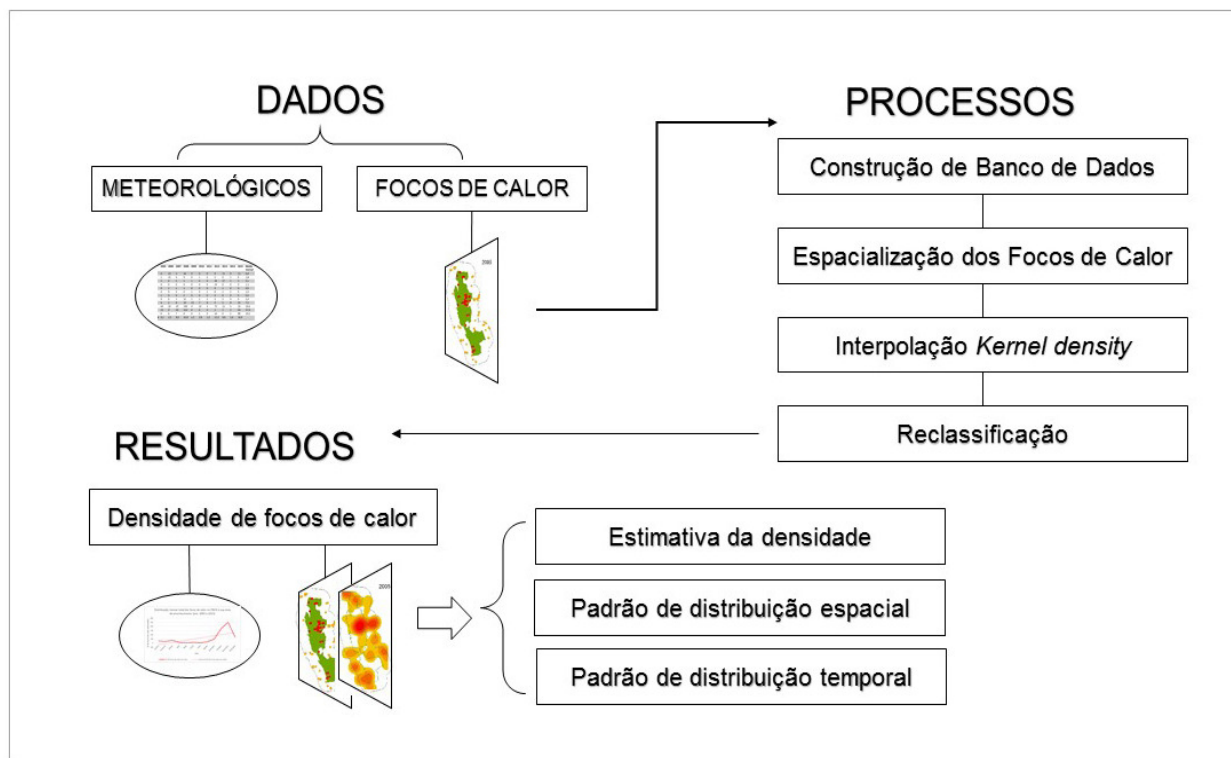 DADOS
METEOROLÓGICOS
FOCOS DE CALOR
PROCESSOS
Construção de Banco de Dados
Espacialização dos Focos de Calor
Interpolação Kernel density
Reclassificação
RESULTADOS
Densidade de focos de calor
Estimativa da densidade
Padrão de distribuição espacial
Padrão de distribuição temporal